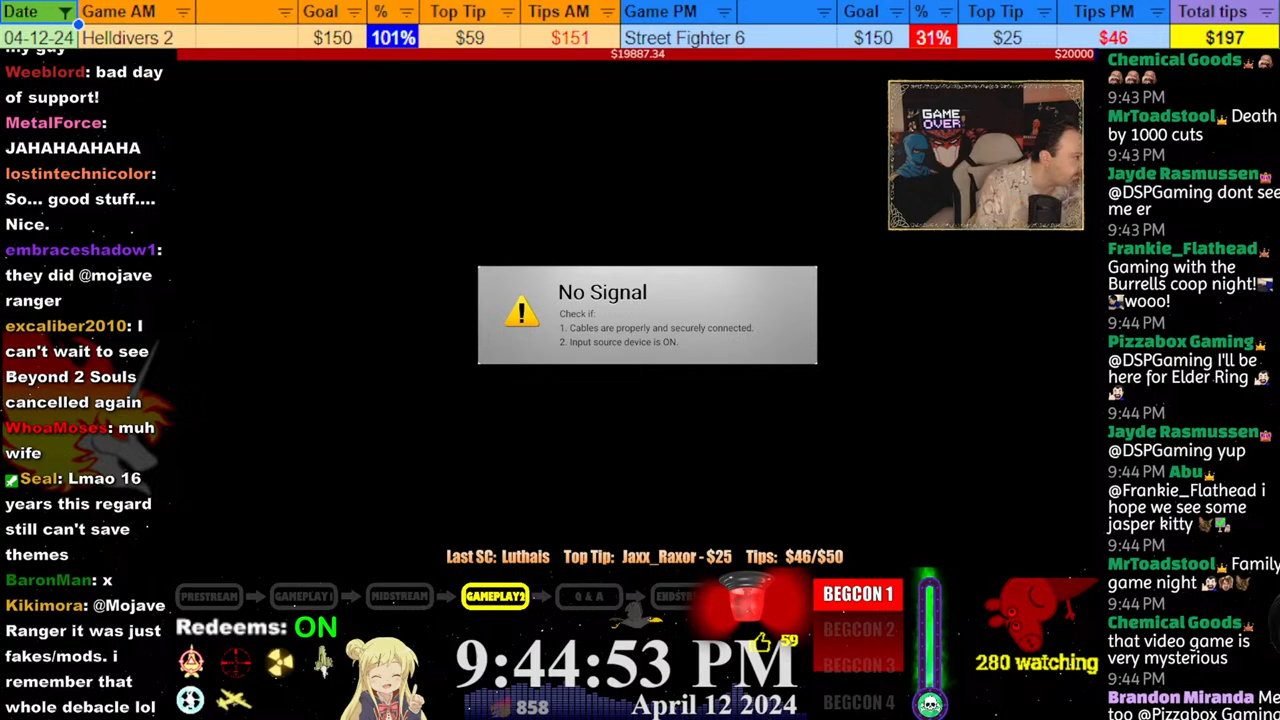 Date Game AM Goal % Top Tip Tips AM Game PM Goal % Top Tip Tips PM Total tips
04-12-24 Helldivers 2 $150 101% $59 $151 Street Fighter 6 $150 31% $25 $46 $197
$19887.34 $20000
my guy
Weeblord: bad day
of support!
MetalForce:
JAHAHAAHAHA
lostintechnicolor:
So... good stuff....
Nice.
embraceshadow1:
they did @mojave
ranger
excaliber2010: I
can't wait to see
Beyond 2 Souls
cancelled again
WhoaMoses: muh
wife
Seal: Lmao 16
years this regard
still can't save
themes
BaronMan: x
Kikimora: @Mojave
Ranger it was just
fakes/mods. i
remember that
whole debacle lol
GAME
OVER
No Signal
Check if:
1. Cables are properly and securely connected.
2. Input source device is ON.
Last SC: Luthais Top Tip: Jaxx_Raxor - $25 Tips: $46/$50
PRESTREAM GAMEPLAY 1 MIDSTREAM GAMEPLAY2 Q & A
Redeems: ON
59
BEGCON 1
BEGCON 2
BEGCON 3
BEGCON 4
9:44:53 PM
858 April 12 2024
280 watching
Chemical Goods
9:43 PM
MrToadstool Death
by 1000 cuts
9:43 PM
Jayde Rasmussen
@DSPGaming dont see
me er
9:43 PM
Frankie_Flathead
Gaming with the
Burrells coop night!
wooo!
9:44 PM
Pizzabox Gaming
@DSPGaming I'll be
here for Elder Ring
9:44 PM
Jayde Rasmussen
@DSPGaming yup
9:44 PM Abu
@Frankie_Flathead i
hope we see some
jasper kitty
9:44 PM
MrToadstool Family
game night
9:44 PM
Chemical Goods
that video game is
very mysterious
9:44 PM
Brandon Miranda Me
too @Pizzabox Gaming